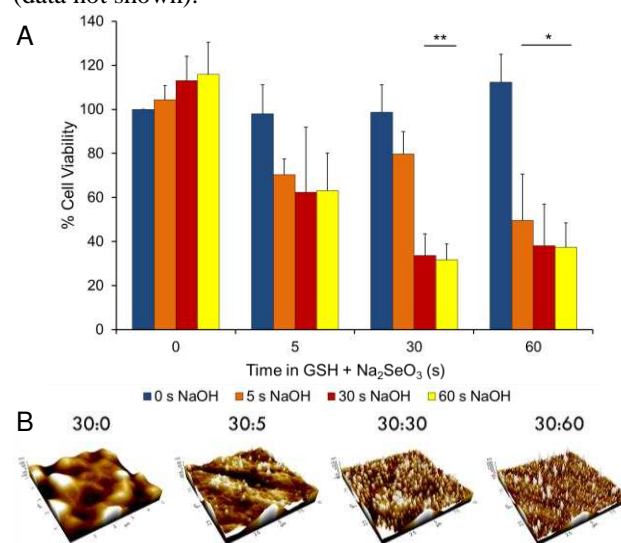 (data not shown).
A
140
120
100
80
60
40
20
0
% Cell Viability
** *
0 5 30 60
Time in GSH + Na₂SeO₃ (s)
0 s NaOH 5 s NaOH 30 s NaOH 60 s NaOH
B
30:0 30:5 30:30 30:60